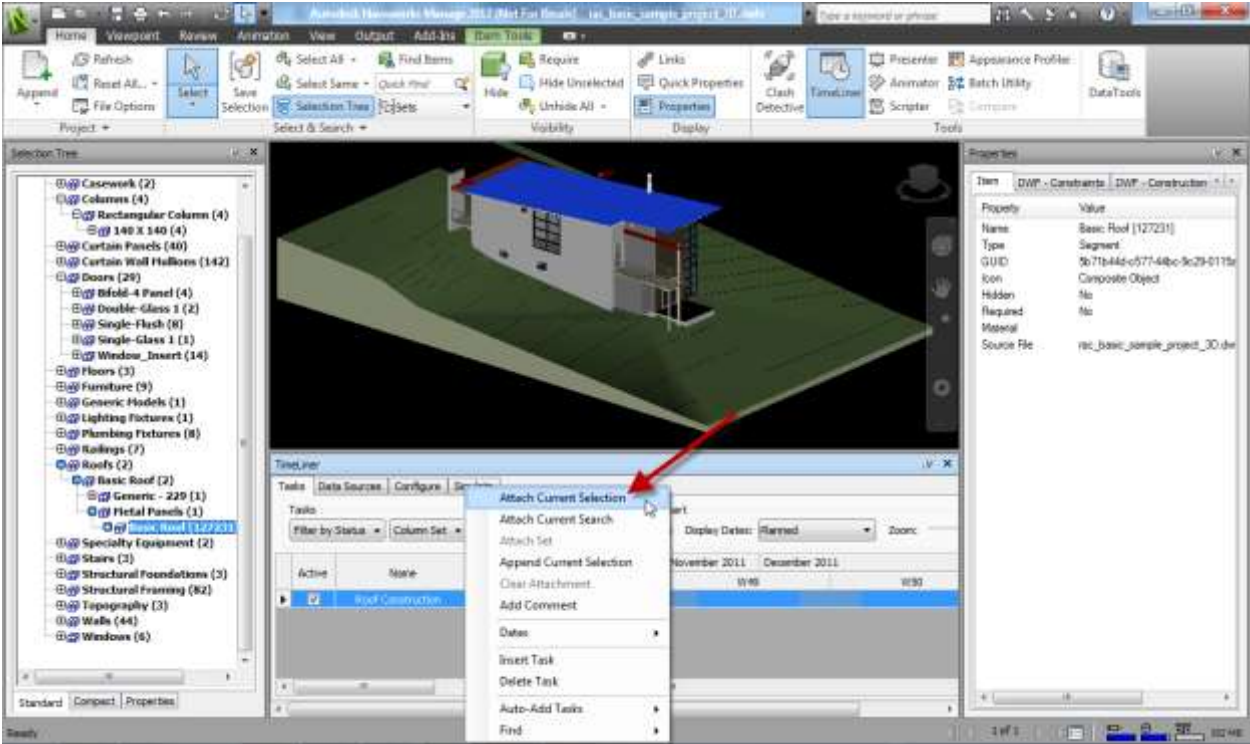 Autodesk Navisworks Manage 2012 (Not For Resale) rac_basic_sample_project_3D.dwfx
Type a keyword or phrase
Home Viewpoint Review Animation View Output Add-Ins Item Tools
Append
Refresh
Reset All...
File Options
Project
Select
Save Selection
Select All
Select Same
Selection Tree
Find Items
Quick Find
Sets
Select & Search
Hide
Require
Hide Unselected
Unhide All
Visibility
Links
Quick Properties
Properties
Display
Clash Detective
TimeLiner
Presenter
Animator
Scripter
Appearance Profiler
Batch Utility
Compare
DataTools
Tools
Selection Tree
Casework (2)
Columns (4)
Rectangular Column (4)
140 X 140 (4)
Curtain Panels (40)
Curtain Wall Mullions (142)
Doors (29)
Bifold-4 Panel (4)
Double-Glass 1 (2)
Single-Flush (8)
Single-Glass 1 (1)
Window_Insert (14)
Floors (3)
Furniture (9)
Generic Models (1)
Lighting Fixtures (1)
Plumbing Fixtures (8)
Railings (7)
Roofs (2)
Basic Roof (2)
Generic - 229 (1)
Metal Panels (1)
Basic Roof [127231
Specialty Equipment (2)
Stairs (3)
Structural Foundations (3)
Structural Framing (82)
Topography (3)
Walls (44)
Windows (6)
Standard Compact Properties
TimeLiner
Tasks Data Sources Configure
Tasks
Filter by Status Column Set
Display Dates: Planned Zoom:
Active Name
November 2011 December 2011
W50
Roof Construction
Attach Current Selection
Attach Current Search
Attach Set
Append Current Selection
Clear Attachment
Add Comment
Dates
Insert Task
Delete Task
Auto-Add Tasks
Find
Properties
Item DWF - Constraints DWF - Construction
Property Value
Name Basic Roof [127231]
Type Segment
GUID
Icon Composite Object
Hidden No
Required No
Material
Source File rac_basic_sample_project_3D.dw
Ready
1 of 1